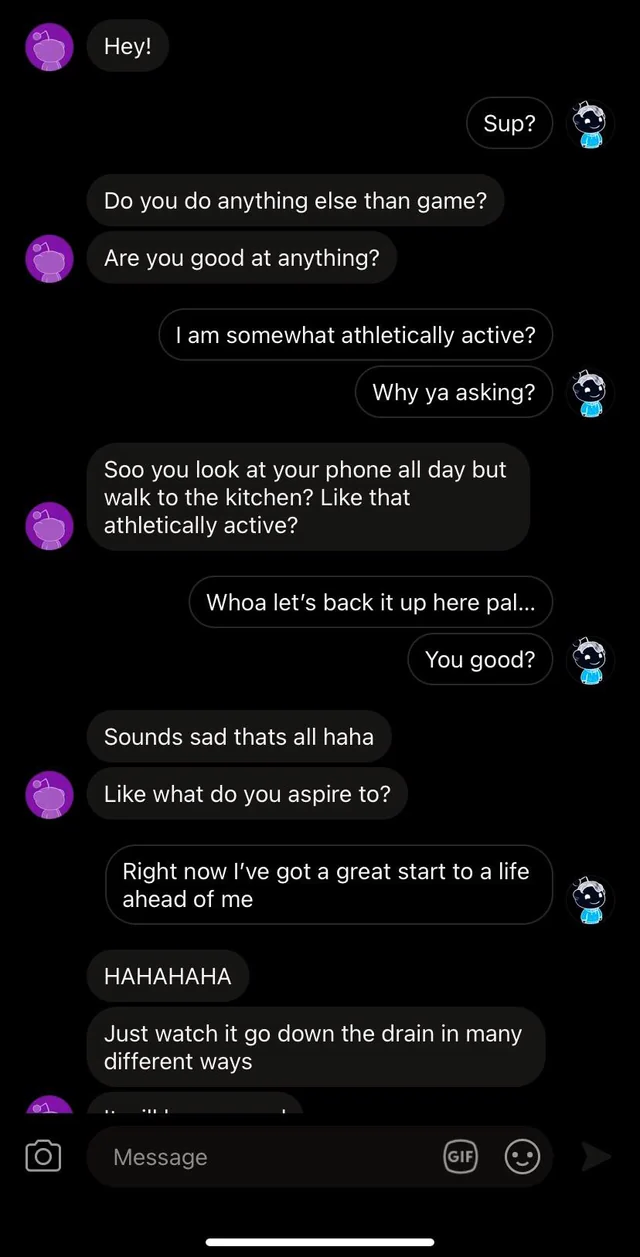 Hey!
Sup?
Do you do anything else than game?
Are you good at anything?
I am somewhat athletically active?
Why ya asking?
Soo you look at your phone all day but
walk to the kitchen? Like that
athletically active?
Whoa let’s back it up here pal...
You good?
Sounds sad thats all haha
Like what do you aspire to?
Right now I’ve got a great start to a life
ahead of me
HAHAHAHA
Just watch it go down the drain in many
different ways
Message
GIF